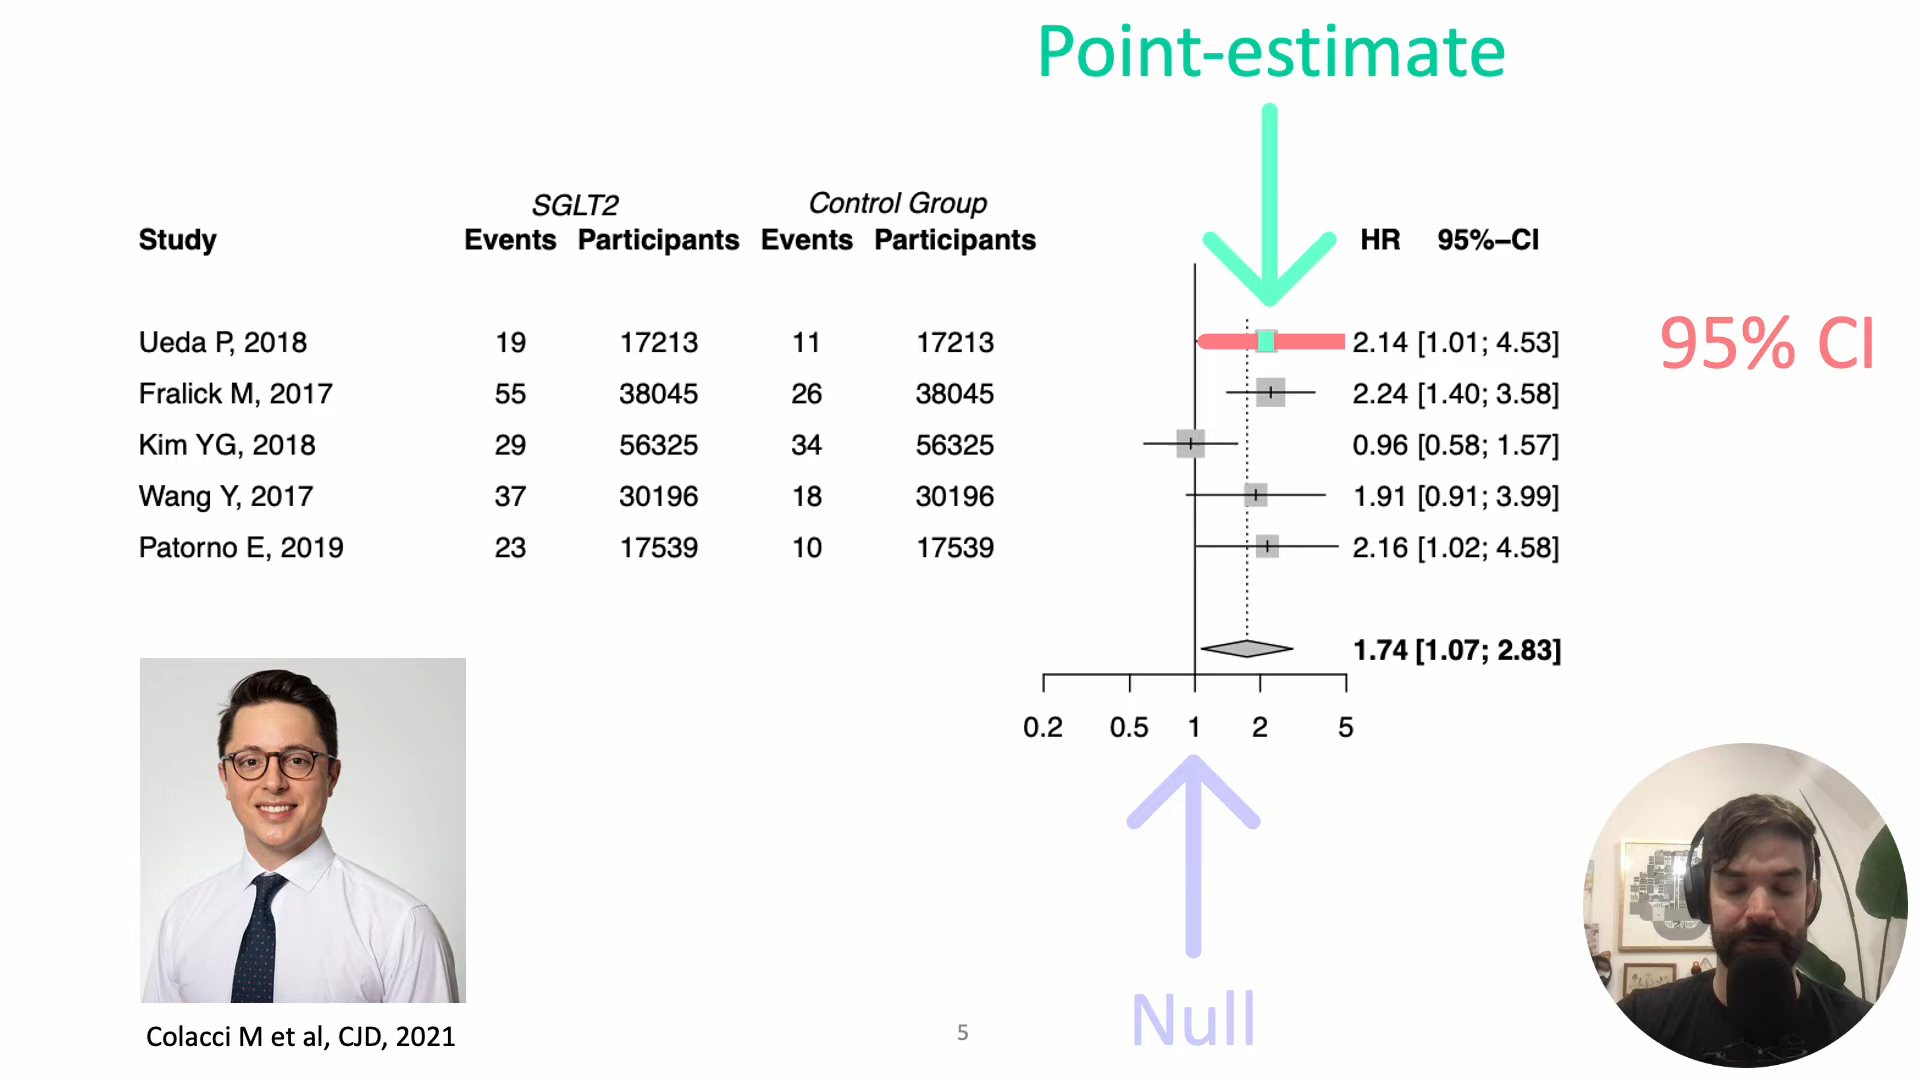 Point-estimate
SGLT2 Control Group
Study Events Participants Events Participants HR 95%–CI
Ueda P, 2018 19 17213 11 17213 2.14 [1.01; 4.53] 95% CI
Fralick M, 2017 55 38045 26 38045 2.24 [1.40; 3.58]
Kim YG, 2018 29 56325 34 56325 0.96 [0.58; 1.57]
Wang Y, 2017 37 30196 18 30196 1.91 [0.91; 3.99]
Patorno E, 2019 23 17539 10 17539 2.16 [1.02; 4.58]
1.74 [1.07; 2.83]
0.2 0.5 1 2 5
Null
Colacci M et al, CJD, 2021
5